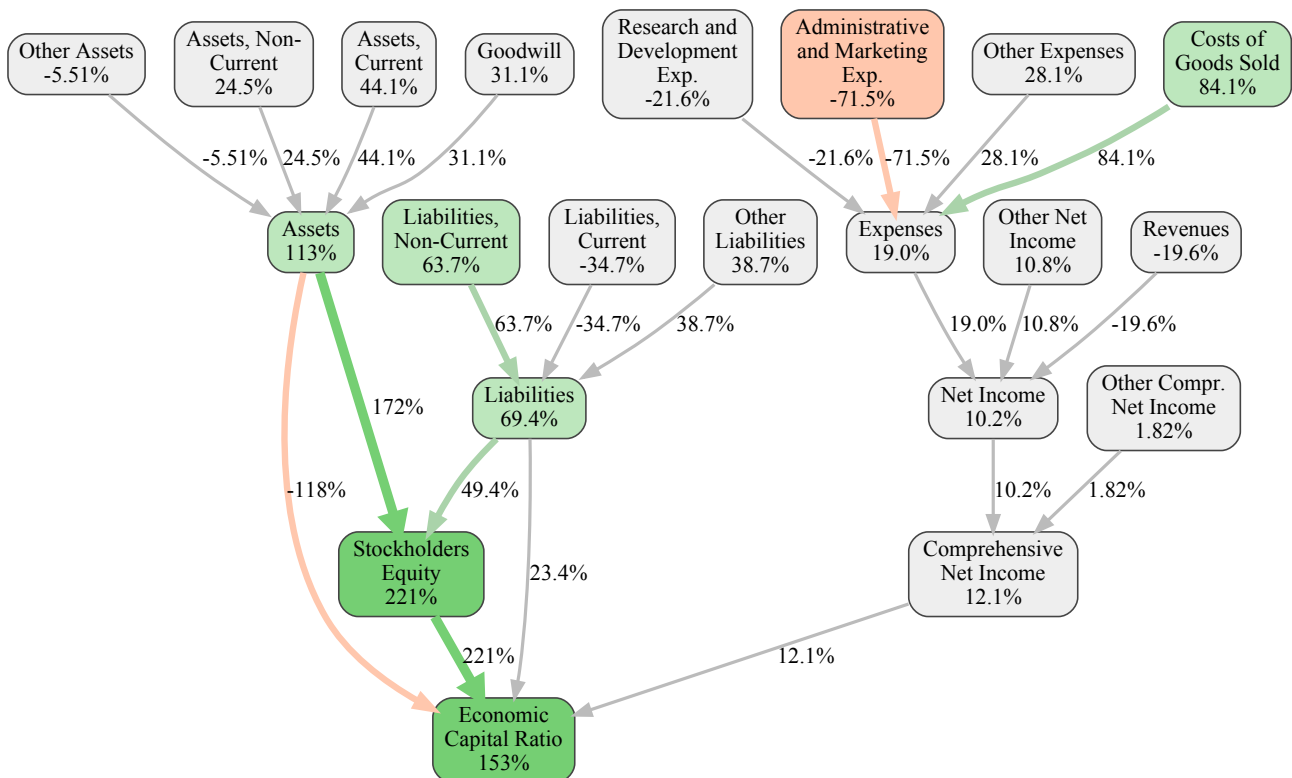 Other Assets
-5.51%
Assets, Non-
Current
24.5%
Assets,
Current
44.1%
Goodwill
31.1%
Research and
Development
Exp.
-21.6%
Administrative
and Marketing
Exp.
-71.5%
Other Expenses
28.1%
Costs of
Goods Sold
84.1%
-5.51%
24.5%
44.1%
31.1%
-21.6%
-71.5%
28.1%
84.1%
Assets
113%
Liabilities,
Non-Current
63.7%
Liabilities,
Current
-34.7%
Other
Liabilities
38.7%
Expenses
19.0%
Other Net
Income
10.8%
Revenues
-19.6%
63.7%
-34.7%
38.7%
19.0%
10.8%
-19.6%
172%
Liabilities
69.4%
Net Income
10.2%
Other Compr.
Net Income
1.82%
-118%
49.4%
10.2%
1.82%
Stockholders
Equity
221%
23.4%
Comprehensive
Net Income
12.1%
221%
12.1%
Economic
Capital Ratio
153%